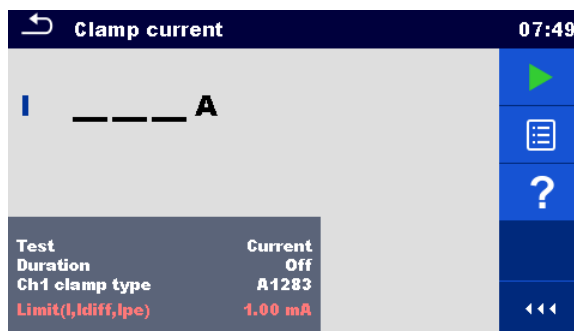 Clamp current 07:49
I ___ A
?
Test Current
Duration Off
Ch1 clamp type A1283
Limit(I,Idiff,Ipe) 1.00 mA